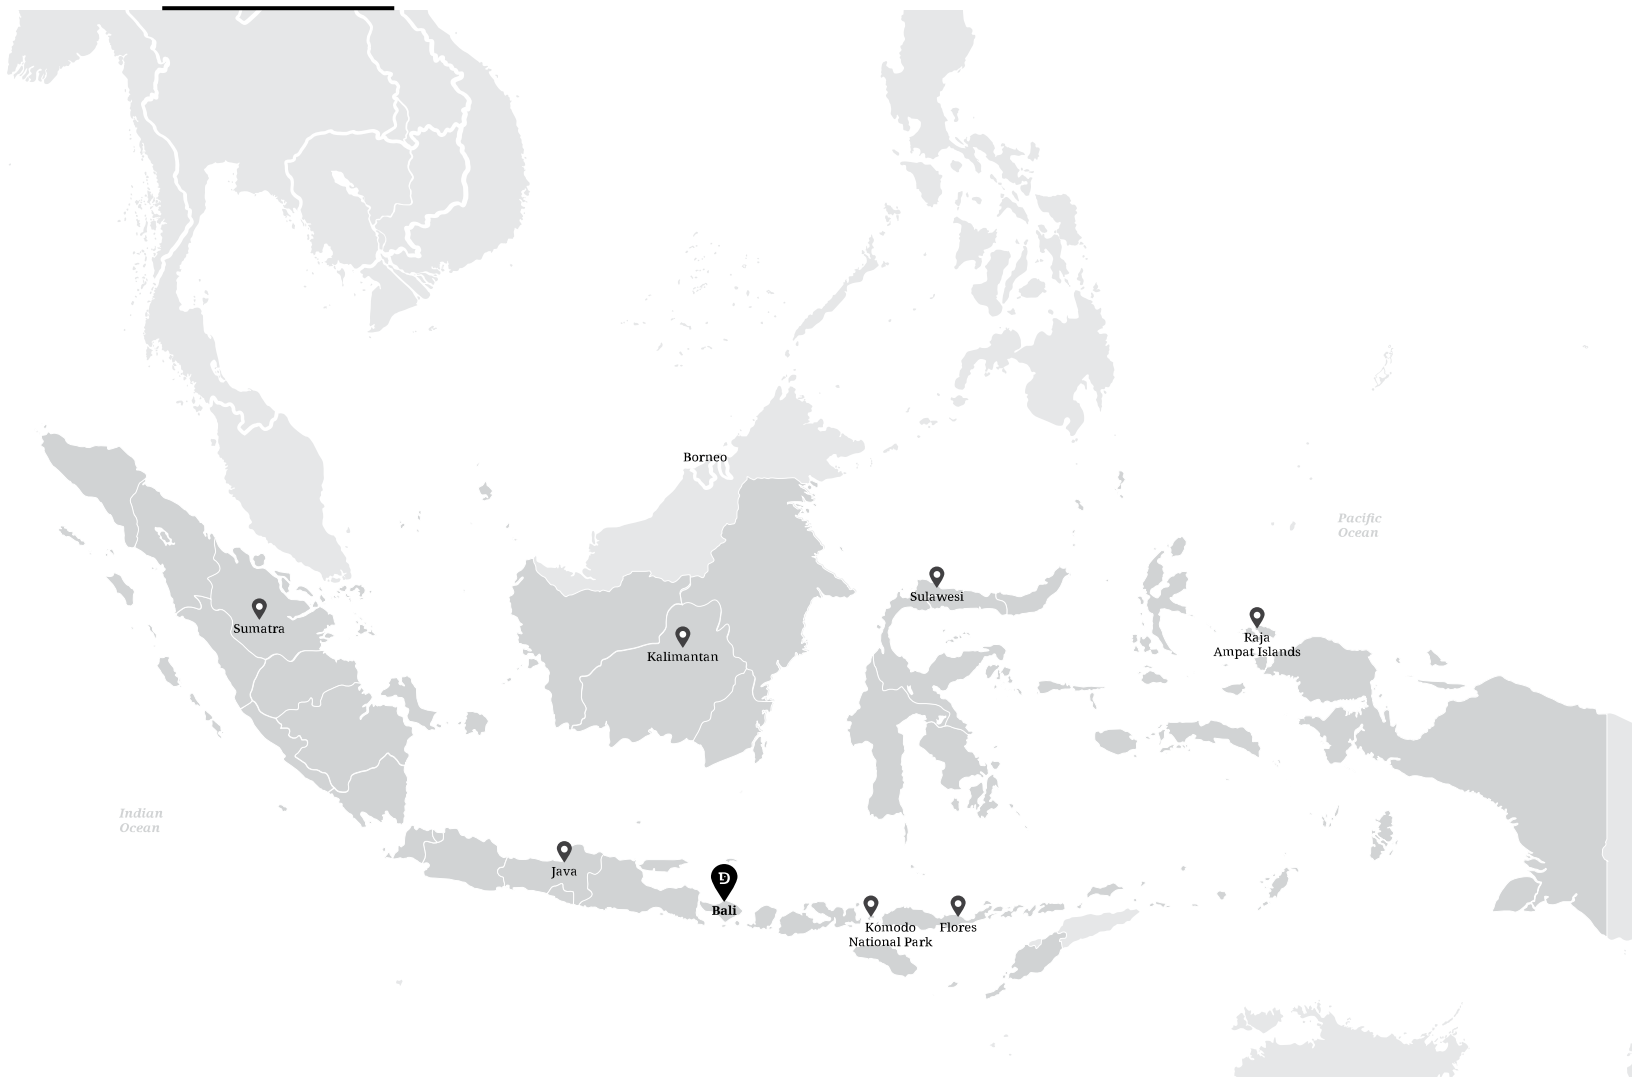 Borneo
Pacific
Ocean
Sulawesi
Sumatra
Raja
Ampat Islands
Kalimantan
Indian
Ocean
Java
D
Bali
Komodo
National Park
Flores